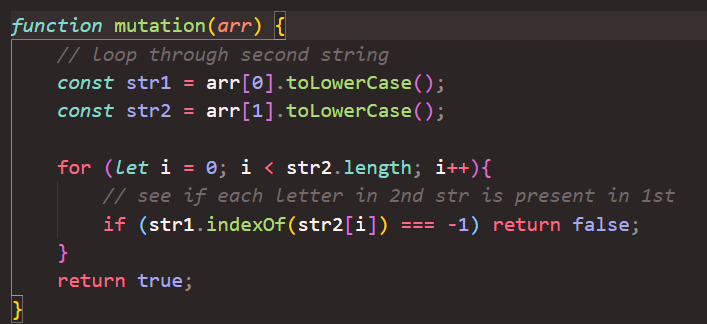 function mutation(arr) {
// loop through second string
const str1 = arr[0].toLowerCase();
const str2 = arr[1].toLowerCase();
for (let i = 0; i < str2.length; i++){
// see if each letter in 2nd str is present in 1st
if (str1.indexOf(str2[i]) === -1) return false;
}
return true;
}